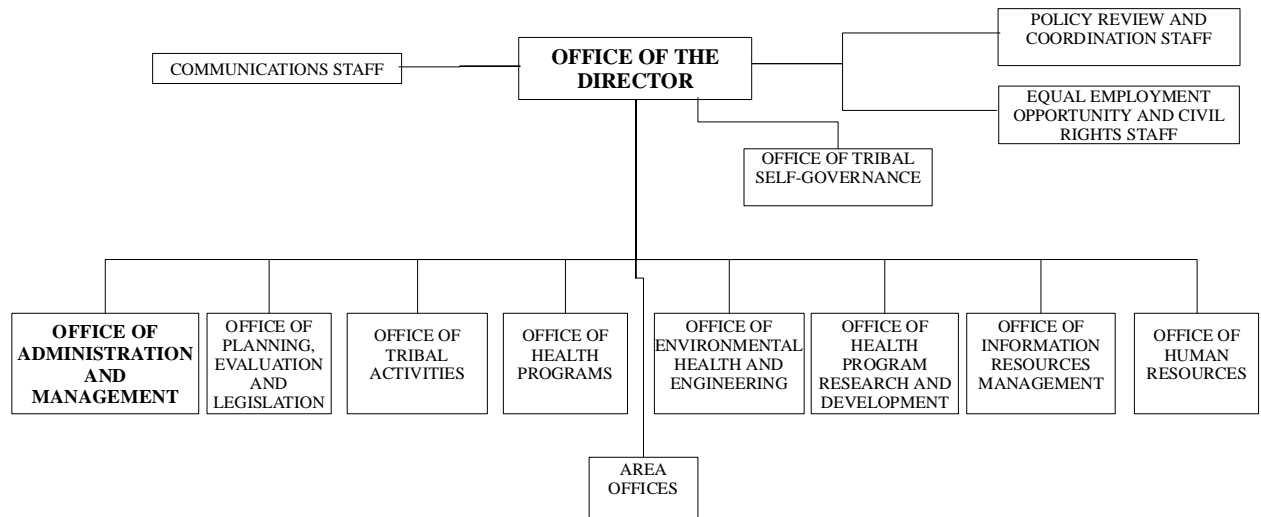 POLICY REVIEW AND
COORDINATION STAFF
OFFICE OF THE
DIRECTOR
COMMUNICATIONS STAFF
EQUAL EMPLOYMENT
OPPORTUNITY AND CIVIL
RIGHTS STAFF
OFFICE OF TRIBAL
SELF-GOVERNANCE
OFFICE OF
ADMINISTRATION
AND
MANAGEMENT
OFFICE OF
PLANNING,
EVALUATION
AND
LEGISLATION
OFFICE OF
TRIBAL
ACTIVITIES
OFFICE OF
HEALTH
PROGRAMS
OFFICE OF
ENVIRONMENTAL
HEALTH AND
ENGINEERING
OFFICE OF
HEALTH
PROGRAM
RESEARCH AND
DEVELOPMENT
OFFICE OF
INFORMATION
RESOURCES
MANAGEMENT
OFFICE OF
HUMAN
RESOURCES
AREA
OFFICES